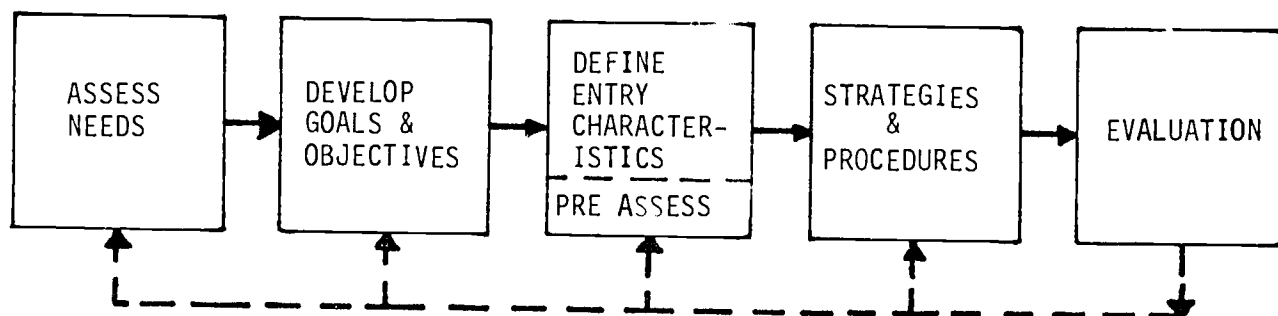 ASSESS
NEEDS
DEVELOP
GOALS &
OBJECTIVES
DEFINE
ENTRY
CHARACTER-
ISTICS
PRE ASSESS
STRATEGIES
&
PROCEDURES
EVALUATION